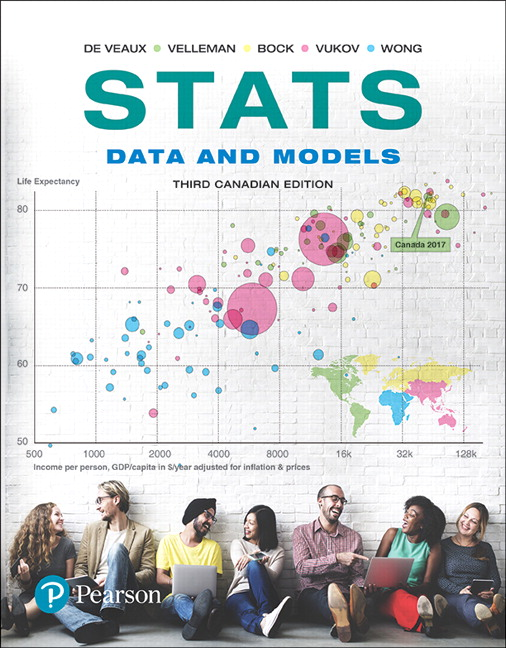 DE VEAUX • VELLEMAN • BOCK • VUKOV • WONG
STATS
DATA AND MODELS
THIRD CANADIAN EDITION
Life Expectancy
80
Canada 2017
70
60
50
500 1000 2000 4000 8000 16k 32k 128k
Income per person, GDP/capita in $/year adjusted for inflation & prices
P Pearson